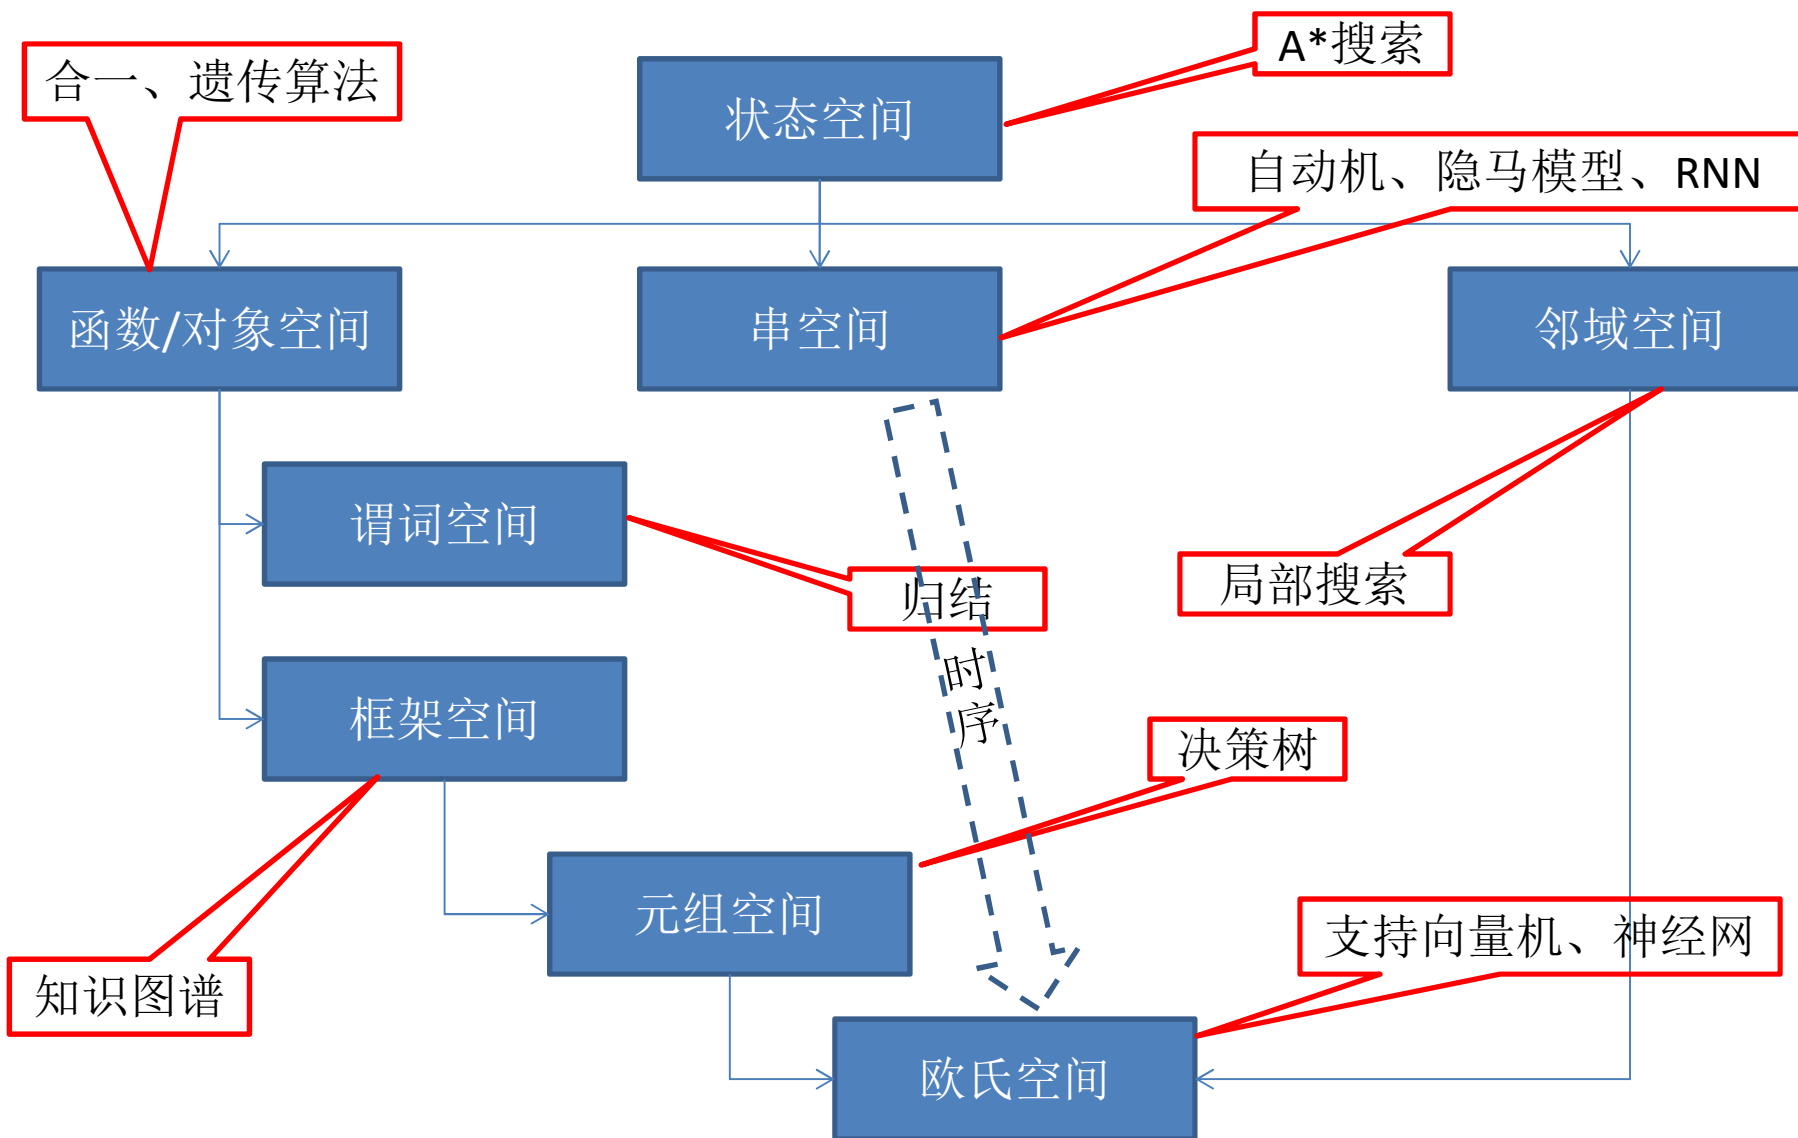 A*搜索
合一、遗传算法
状态空间
自动机、隐马模型、RNN
函数/对象空间
串空间
邻域空间
谓词空间
归结
局部搜索
时
序
框架空间
决策树
元组空间
支持向量机、神经网
知识图谱
欧氏空间